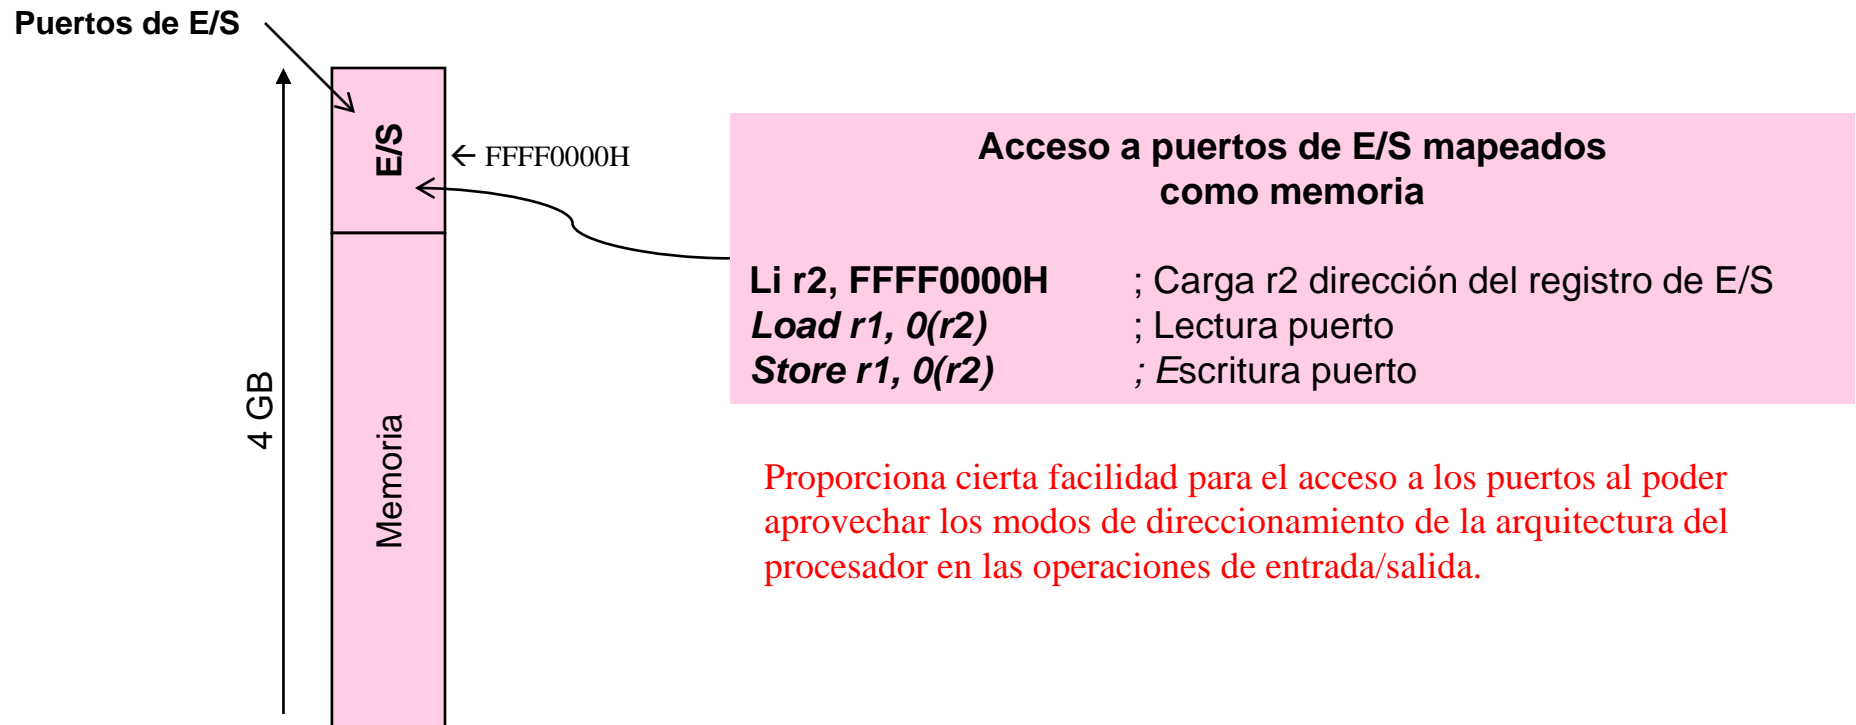 Puertos de E/S
E/S
← FFFF0000H
4 GB
Memoria
Acceso a puertos de E/S mapeados
como memoria
Li r2, FFFF0000H ; Carga r2 dirección del registro de E/S
Load r1, 0(r2) ; Lectura puerto
Store r1, 0(r2) ; Escritura puerto
Proporciona cierta facilidad para el acceso a los puertos al poder
aprovechar los modos de direccionamiento de la arquitectura del
procesador en las operaciones de entrada/salida.